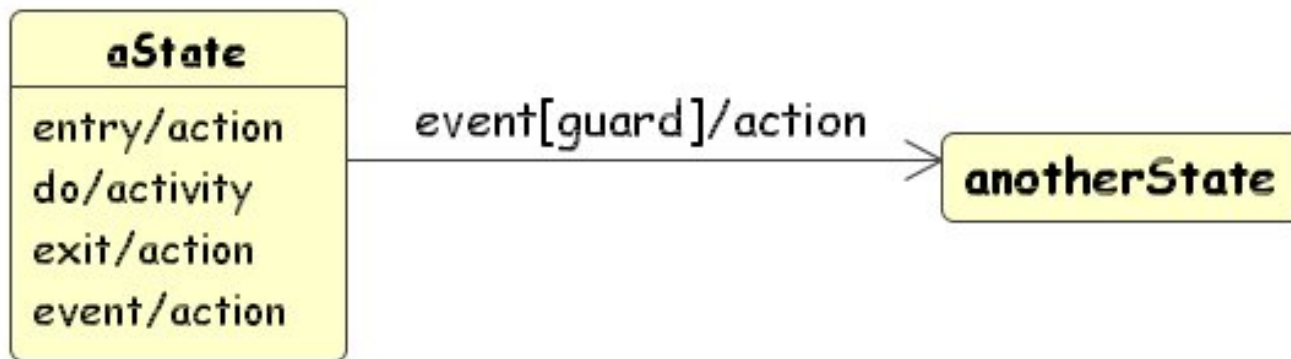 aState
entry/action
do/activity
exit/action
event/action
event[guard]/action
anotherState